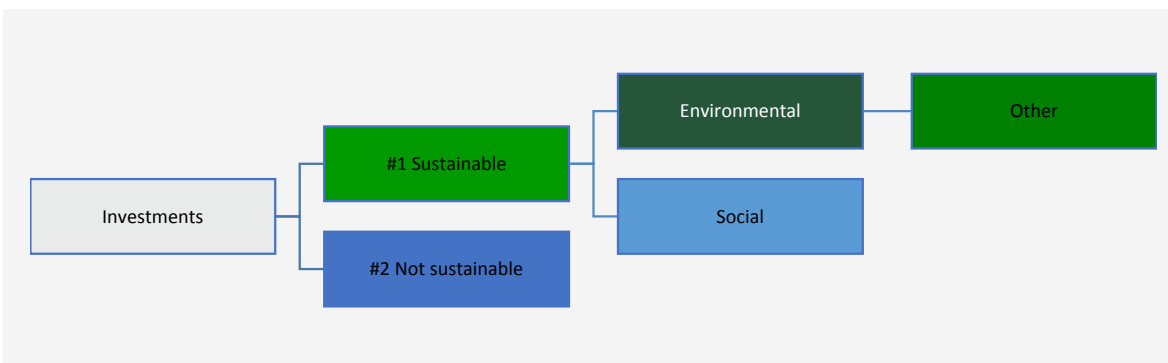 Investments
#1 Sustainable
#2 Not sustainable
Environmental
Social
Other